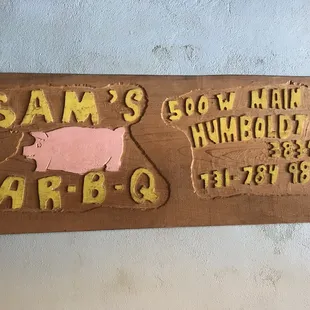 SAM'S
AR-B-Q
500 W MAIN
HUMBOLDT
383
731-784 98